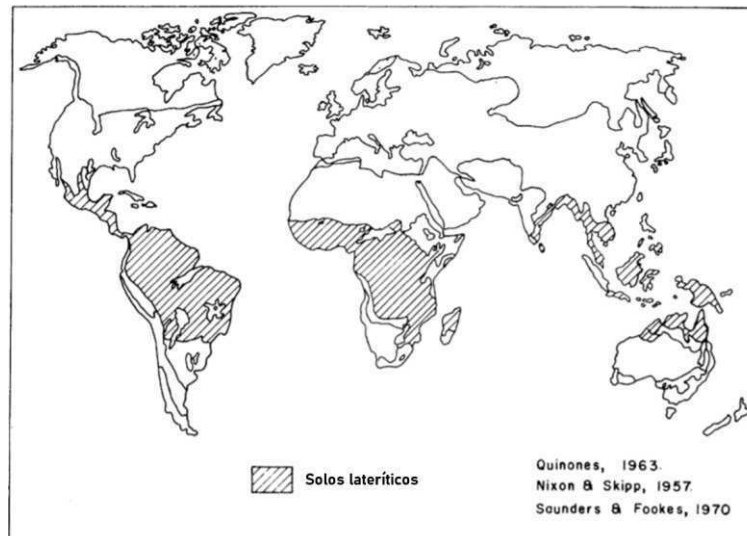 Solos lateríticos
Quinones, 1963.
Nixon & Skipp, 1957.
Saunders & Fookes, 1970